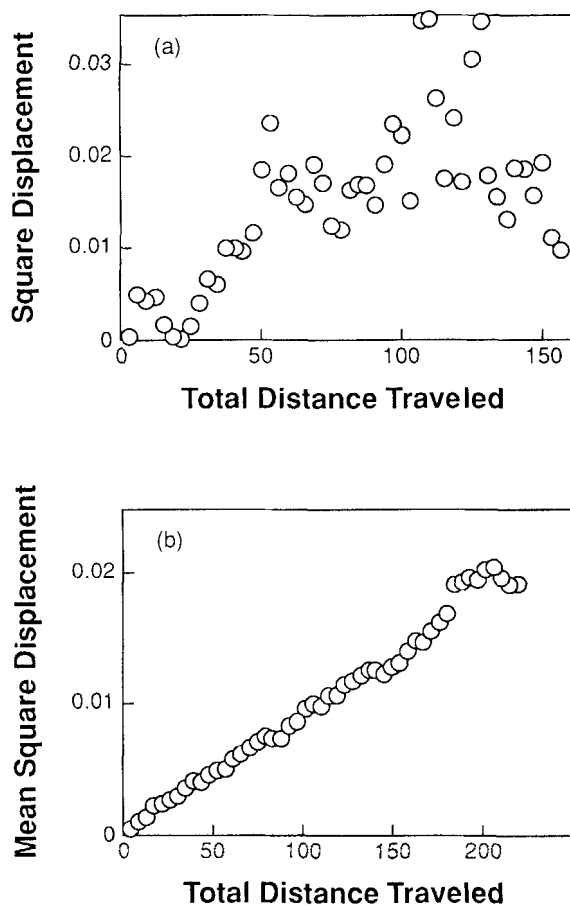 (a)
Square Displacement
0.03
0.02
0.01
0
0 50 100 150
Total Distance Traveled
(b)
Mean Square Displacement
0.02
0.01
0
0 50 100 150 200
Total Distance Traveled